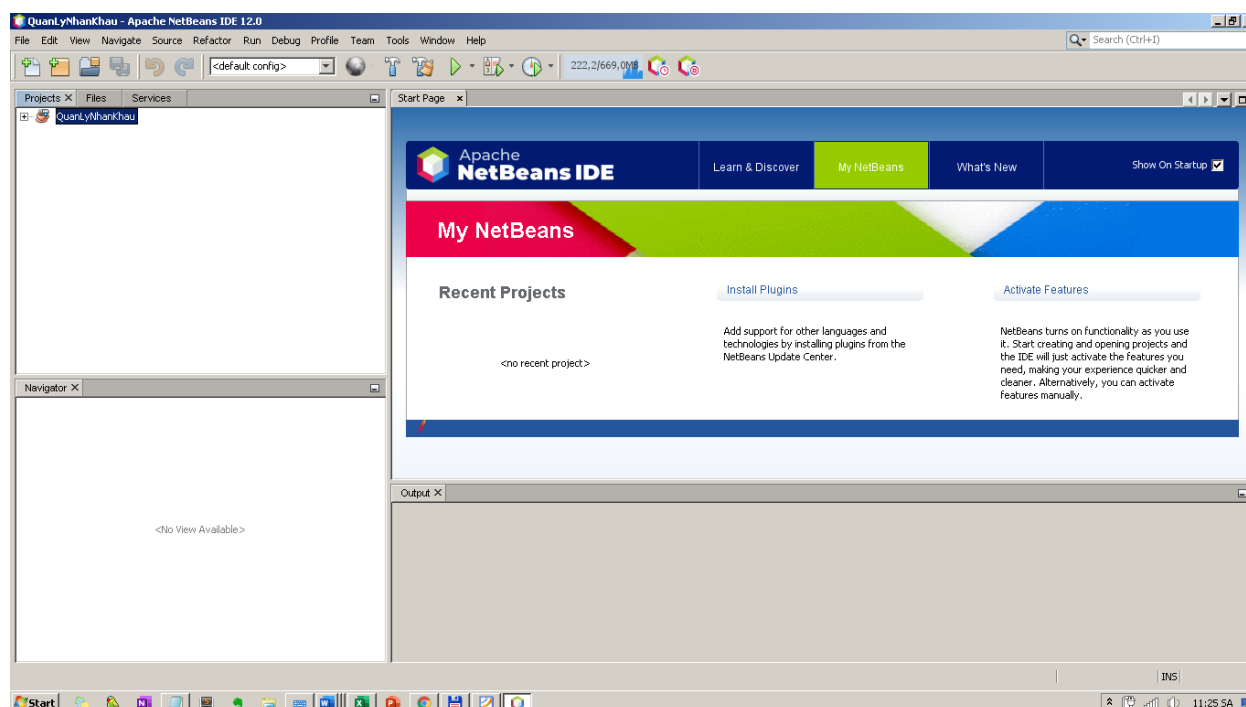 QuanLyNhanKhau - Apache NetBeans IDE 12.0
File Edit View Navigate Source Refactor Run Debug Profile Team Tools Window Help
Search (Ctrl+I)
<default config>
222,2/669,0MB
Projects Files Services
Start Page
QuanLyNhanKhau
Apache
NetBeans IDE
Learn & Discover
My NetBeans
What's New
Show On Startup
My NetBeans
Recent Projects
<no recent project>
Install Plugins
Add support for other languages and
technologies by installing plugins from the
NetBeans Update Center.
Activate Features
NetBeans turns on functionality as you use
it. Start creating and opening projects and
the IDE will just activate the features you
need, making your experience quicker and
cleaner. Alternatively, you can activate
features manually.
Navigator
<No View Available>
Output
INS
Start
11:25 SA